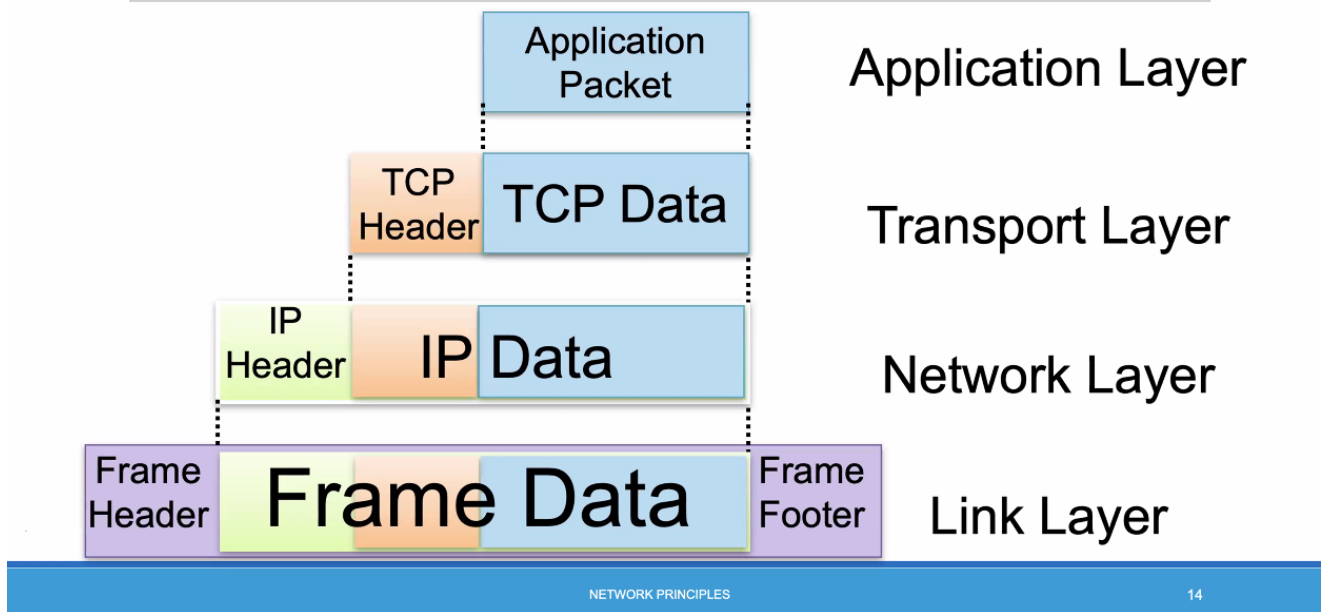 Application
Packet
Application Layer
TCP
Header
TCP Data
Transport Layer
IP
Header
IP Data
Network Layer
Frame
Header
Frame Data
Frame
Footer
Link Layer
NETWORK PRINCIPLES
14